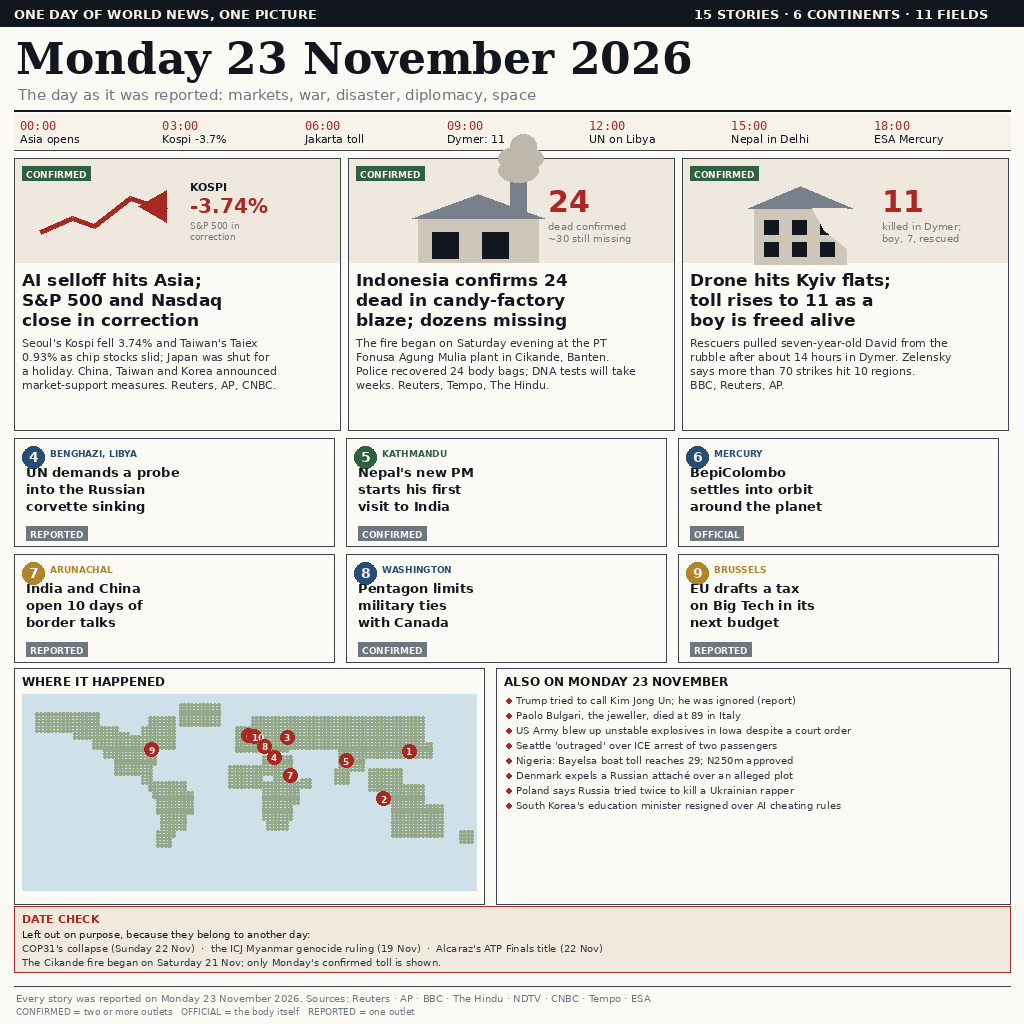 ONE DAY OF WORLD NEWS, ONE PICTURE
15 STORIES · 6 CONTINENTS · 11 FIELDS
Monday 23 November 2026
The day as it was reported: markets, war, disaster, diplomacy, space
00:00
Asia opens
03:00
Kospi -3.7%
06:00
Jakarta toll
09:00
Dymer: 11
12:00
UN on Libya
15:00
Nepal in Delhi
18:00
ESA Mercury
CONFIRMED
KOSPI
-3.74%
S&P 500 in
correction
AI selloff hits Asia;
S&P 500 and Nasdaq
close in correction
Seoul's Kospi fell 3.74% and Taiwan's Taiex
0.93% as chip stocks slid; Japan was shut for
a holiday. China, Taiwan and Korea announced
market-support measures. Reuters, AP, CNBC.
CONFIRMED
24
dead confirmed
~30 still missing
Indonesia confirms 24
dead in candy-factory
blaze; dozens missing
The fire began on Saturday evening at the PT
Fonusa Agung Mulia plant in Cikande, Banten.
Police recovered 24 body bags; DNA tests will take
weeks. Reuters, Tempo, The Hindu.
CONFIRMED
11
killed in Dymer;
boy, 7, rescued
Drone hits Kyiv flats;
toll rises to 11 as a
boy is freed alive
Rescuers pulled seven-year-old David from the
rubble after about 14 hours in Dymer. Zelensky
says more than 70 strikes hit 10 regions.
BBC, Reuters, AP.
4 BENGHAZI, LIBYA
UN demands a probe
into the Russian
corvette sinking
REPORTED
5 KATHMANDU
Nepal's new PM
starts his first
visit to India
CONFIRMED
6 MERCURY
BepiColombo
settles into orbit
around the planet
OFFICIAL
7 ARUNACHAL
India and China
open 10 days of
border talks
REPORTED
8 WASHINGTON
Pentagon limits
military ties
with Canada
CONFIRMED
9 BRUSSELS
EU drafts a tax
on Big Tech in its
next budget
REPORTED
WHERE IT HAPPENED
10
3
8
9
1
4
5
7
2
ALSO ON MONDAY 23 NOVEMBER
Trump tried to call Kim Jong Un; he was ignored (report)
Paolo Bulgari, the jeweller, died at 89 in Italy
US Army blew up unstable explosives in Iowa despite a court order
Seattle 'outraged' over ICE arrest of two passengers
Nigeria: Bayelsa boat toll reaches 29; N250m approved
Denmark expels a Russian attaché over an alleged plot
Poland says Russia tried twice to kill a Ukrainian rapper
South Korea's education minister resigned over AI cheating rules
DATE CHECK
Left out on purpose, because they belong to another day:
COP31's collapse (Sunday 22 Nov) · the ICJ Myanmar genocide ruling (19 Nov) · Alcaraz's ATP Finals title (22 Nov)
The Cikande fire began on Saturday 21 Nov; only Monday's confirmed toll is shown.
Every story was reported on Monday 23 November 2026. Sources: Reuters · AP · BBC · The Hindu · NDTV · CNBC · Tempo · ESA
CONFIRMED = two or more outlets OFFICIAL = the body itself REPORTED = one outlet